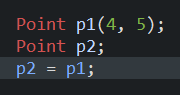 Point p1(4, 5);
Point p2;
p2 = p1;